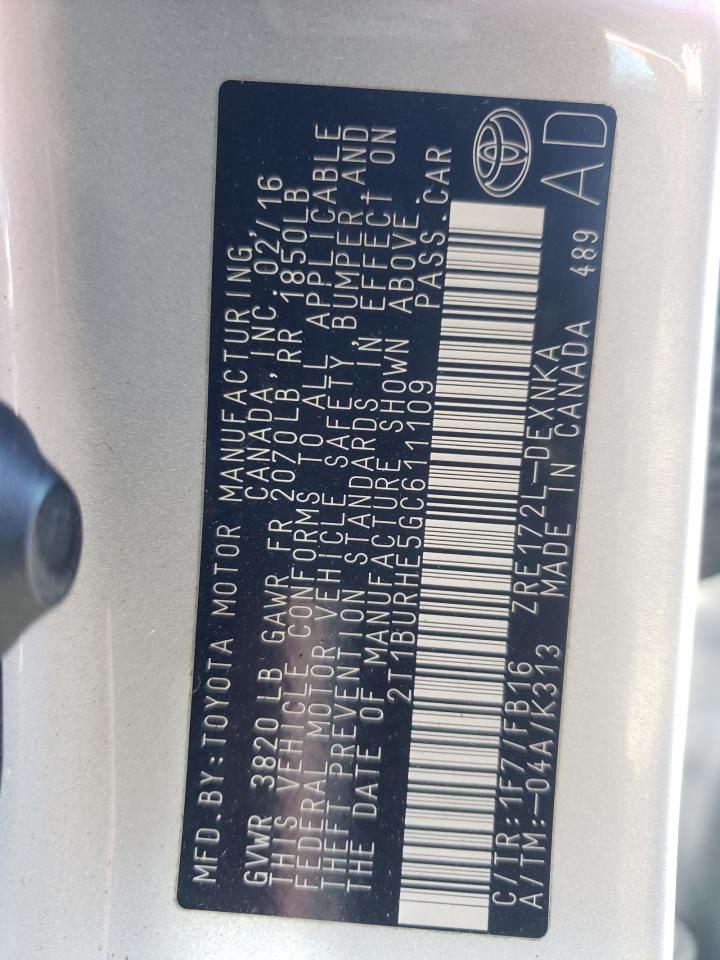 MFD.BY:TOYOTA MOTOR MANUFACTURING,
CANADA,INC.02/16
GVWR 3820 LB GAWR FR 2070LB,RR 1850LB
THIS VEHICLE CONFORMS TO ALL APPLICABLE
FEDERAL MOTOR VEHICLE SAFETY, BUMPER,AND
THEFT PREVENTION STANDARDS IN EFFECT ON
THE DATE OF MANUFACTURE SHOWN ABOVE.
2T1BURHE5GC611109 PASS.CAR
C/TR:1F7/FB16 ZRE172L-DEXNKA
A/TM:-04A/K313 MADE IN CANADA 489
AD